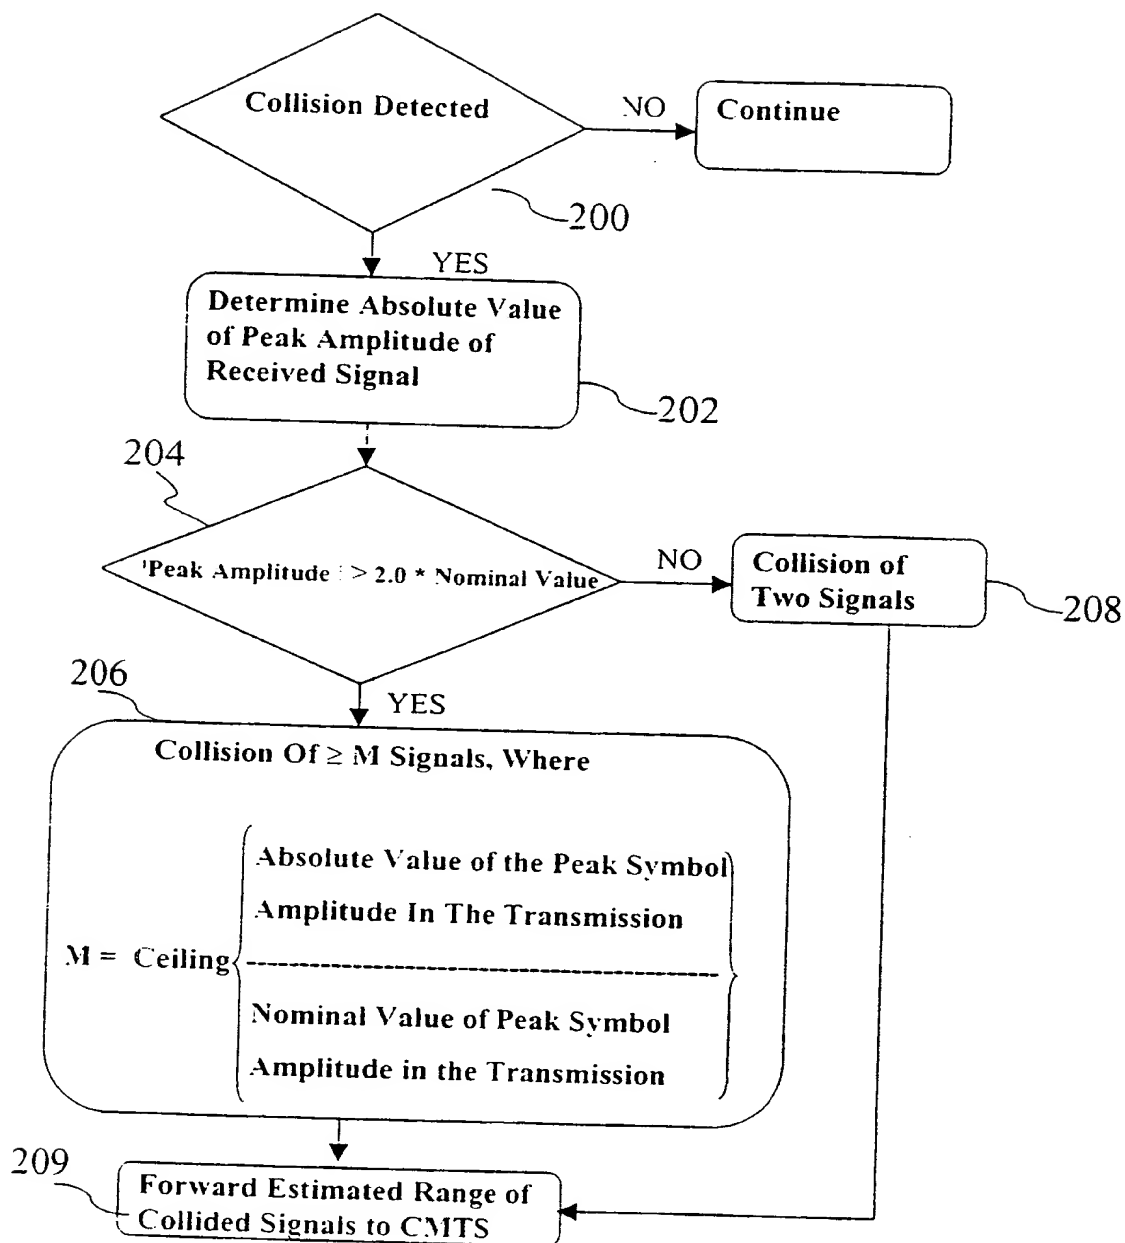 Collision Detected
NO
Continue
200
YES
Determine Absolute Value
of Peak Amplitude of
Received Signal
202
204
|Peak Amplitude | > 2.0 * Nominal Value
NO
Collision of
Two Signals
208
206
YES
Collision Of ≥ M Signals, Where
Absolute Value of the Peak Symbol
Amplitude In The Transmission
M = Ceiling
Nominal Value of Peak Symbol
Amplitude in the Transmission
209
Forward Estimated Range of
Collided Signals to CMTS